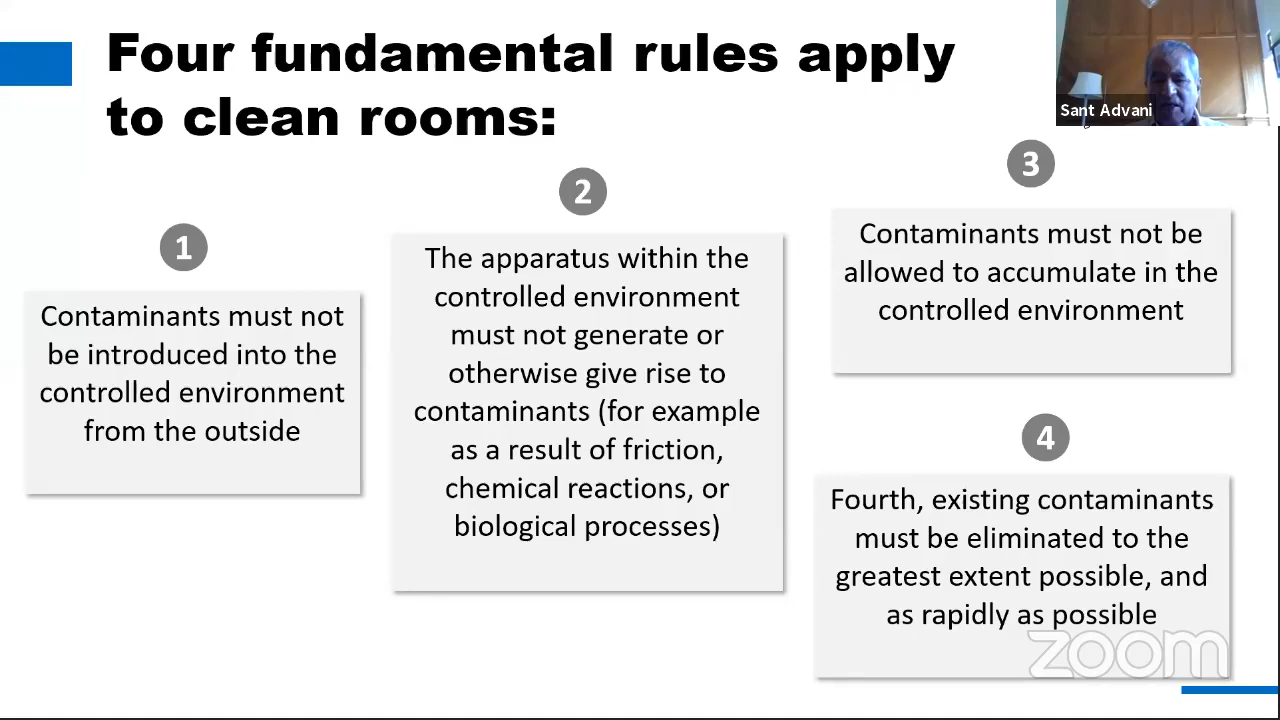 Four fundamental rules apply
to clean rooms:
Sant Advani
1
Contaminants must not
be introduced into the
controlled environment
from the outside
2
The apparatus within the
controlled environment
must not generate or
otherwise give rise to
contaminants (for example
as a result of friction,
chemical reactions, or
biological processes)
3
Contaminants must not be
allowed to accumulate in the
controlled environment
4
Fourth, existing contaminants
must be eliminated to the
greatest extent possible, and
as rapidly as possible
zoom